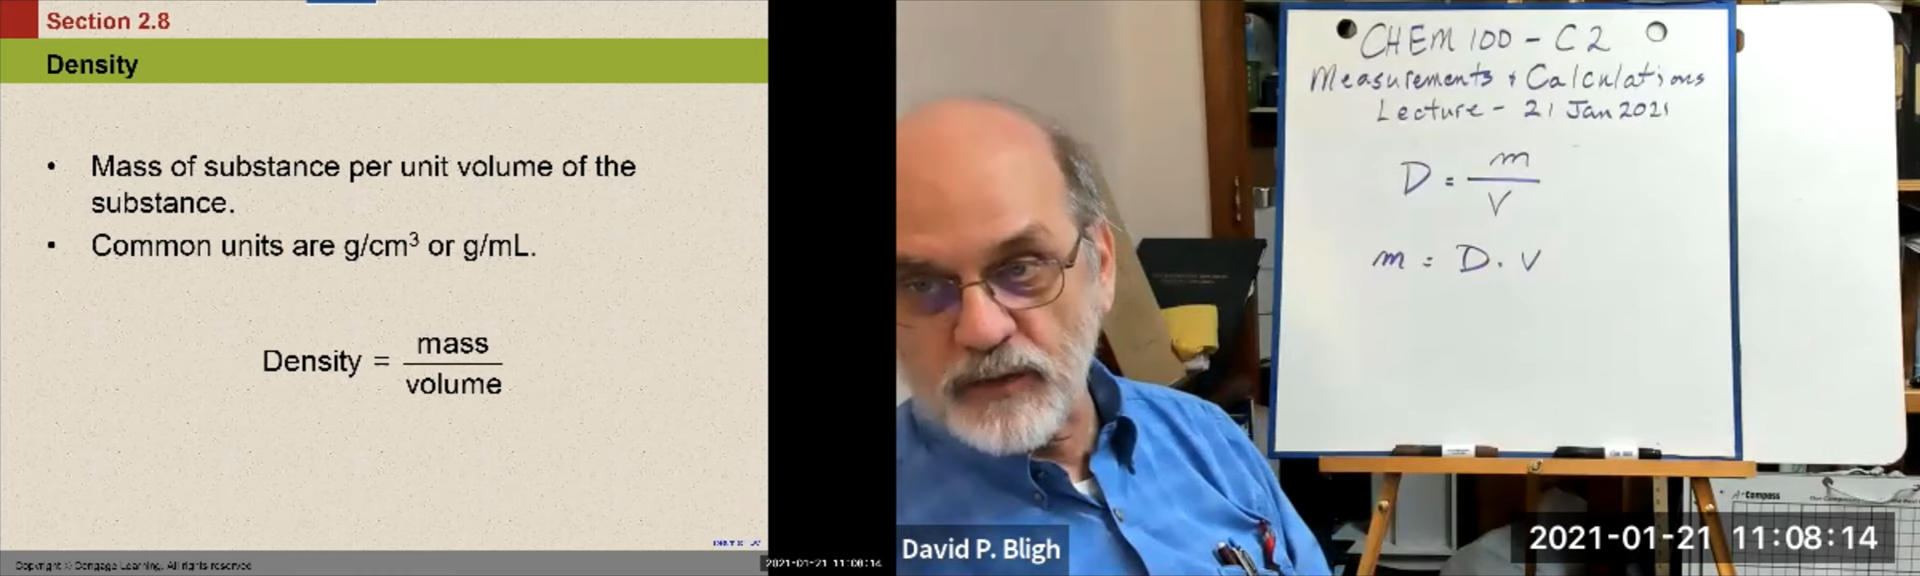 Section 2.8
Density
• Mass of substance per unit volume of the
substance.
• Common units are g/cm³ or g/mL.
Density = mass
volume
Copyright © Cengage Learning. All rights reserved
2021-01-21 11:08:14
David P. Bligh
CHEM 100 - C2
Measurements + Calculations
Lecture - 21 Jan 2021
D = m
V
m = D . V
Compass
2021-01-21 11:08:14